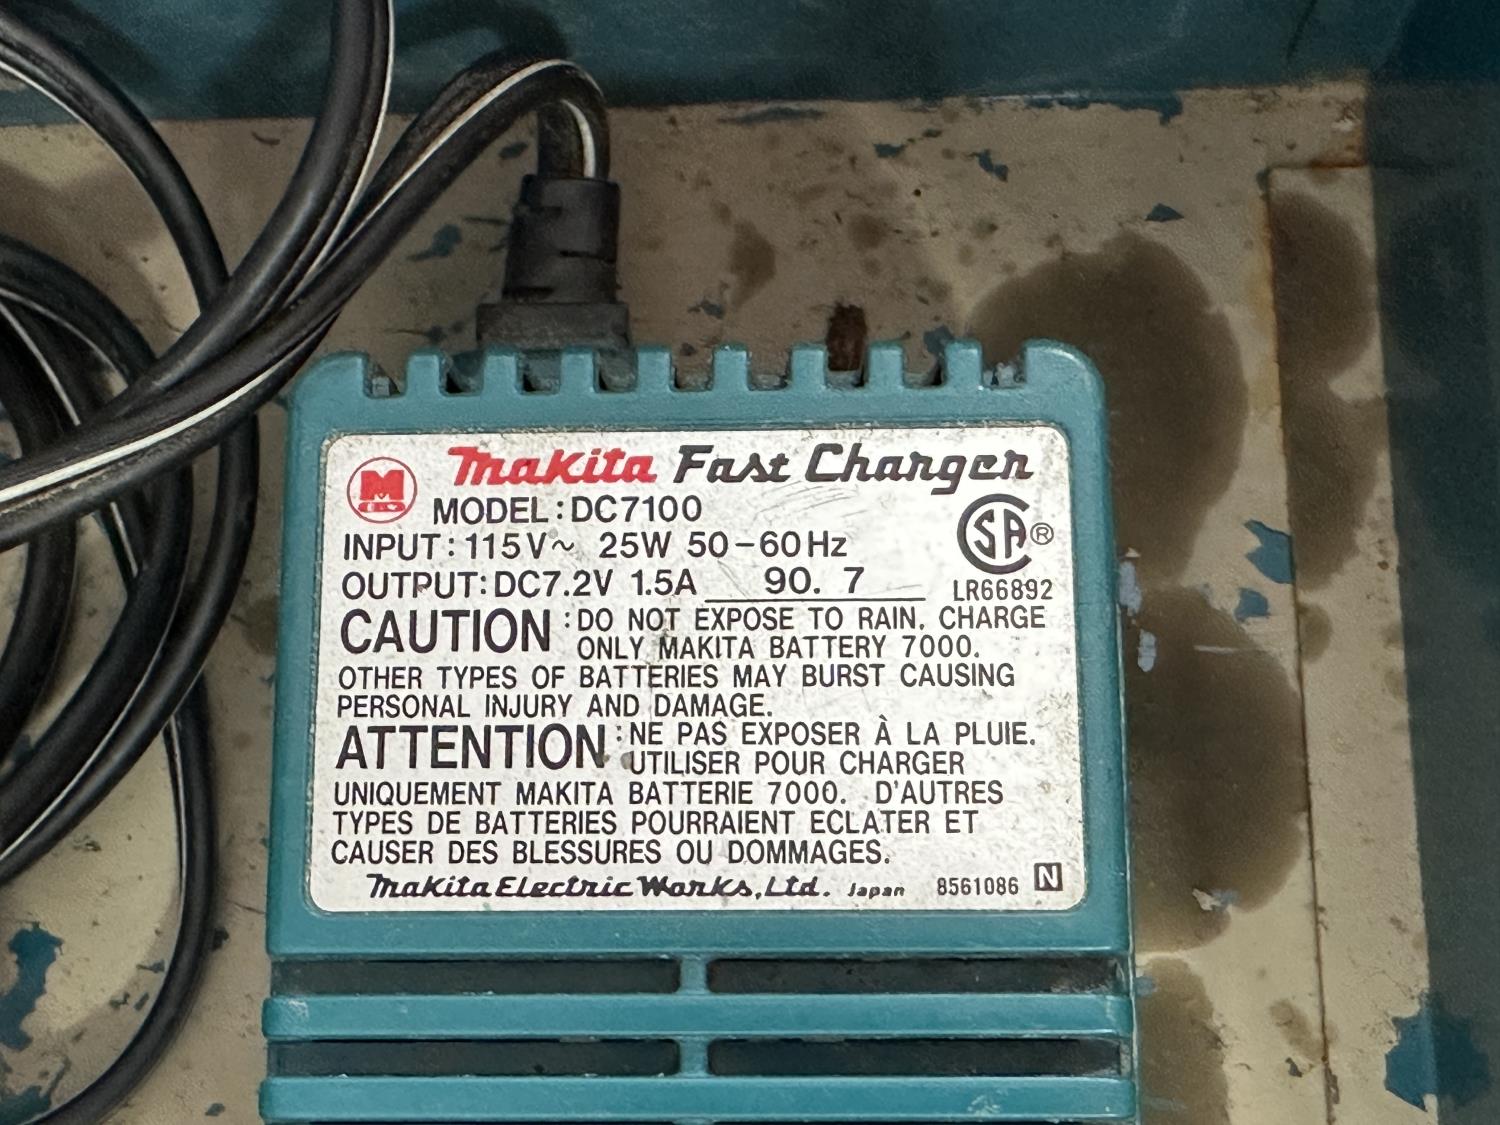 Makita Fast Charger
M
MODEL: DC7100
INPUT: 115V~ 25W 50-60Hz
SA ®
OUTPUT: DC7.2V 1.5A 90. 7
LR66892
CAUTION: DO NOT EXPOSE TO RAIN. CHARGE
ONLY MAKITA BATTERY 7000.
OTHER TYPES OF BATTERIES MAY BURST CAUSING
PERSONAL INJURY AND DAMAGE.
ATTENTION: NE PAS EXPOSER À LA PLUIE.
UTILISER POUR CHARGER
UNIQUEMENT MAKITA BATTERIE 7000. D'AUTRES
TYPES DE BATTERIES POURRAIENT ECLATER ET
CAUSER DES BLESSURES OU DOMMAGES.
Makita Electric Works, Ltd. Japan 8561086 N